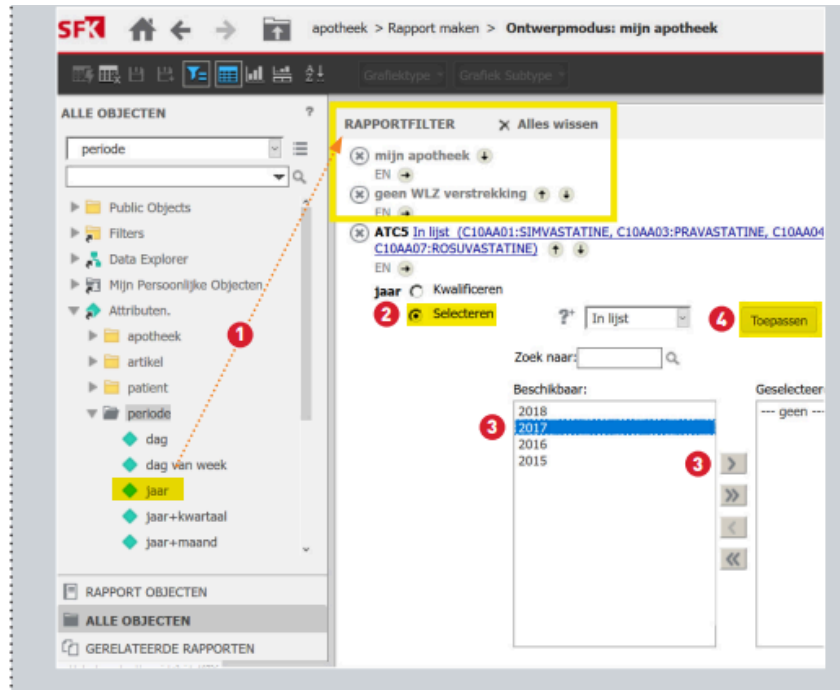 SFK
apotheek > Rapport maken > Ontwerpmodus: mijn apotheek
Grafiektype
Grafiek Subtype
ALLE OBJECTEN ?
periode
Public Objects
Filters
Data Explorer
Mijn Persoonlijke Objecten.
Attributen.
apotheek
artikel
patient
periode
dag
dag van week
jaar
jaar+kwartaal
jaar+maand
RAPPORT OBJECTEN
ALLE OBJECTEN
GERELATEERDE RAPPORTEN
1
RAPPORTFILTER X Alles wissen
mijn apotheek
EN
geen WLZ verstrekking
EN
ATC5 In lijst (C10AA01:SIMVASTATINE, C10AA03:PRAVASTATINE, C10AA04
C10AA07:ROSUVASTATINE)
EN
jaar Kwalificeren
2 Selecteren ?+ In lijst 4 Toepassen
Zoek naar:
Beschikbaar: Geselecteer
2018 --- geen ---
3 2017
2016
2015 3 >
>>
<
<<